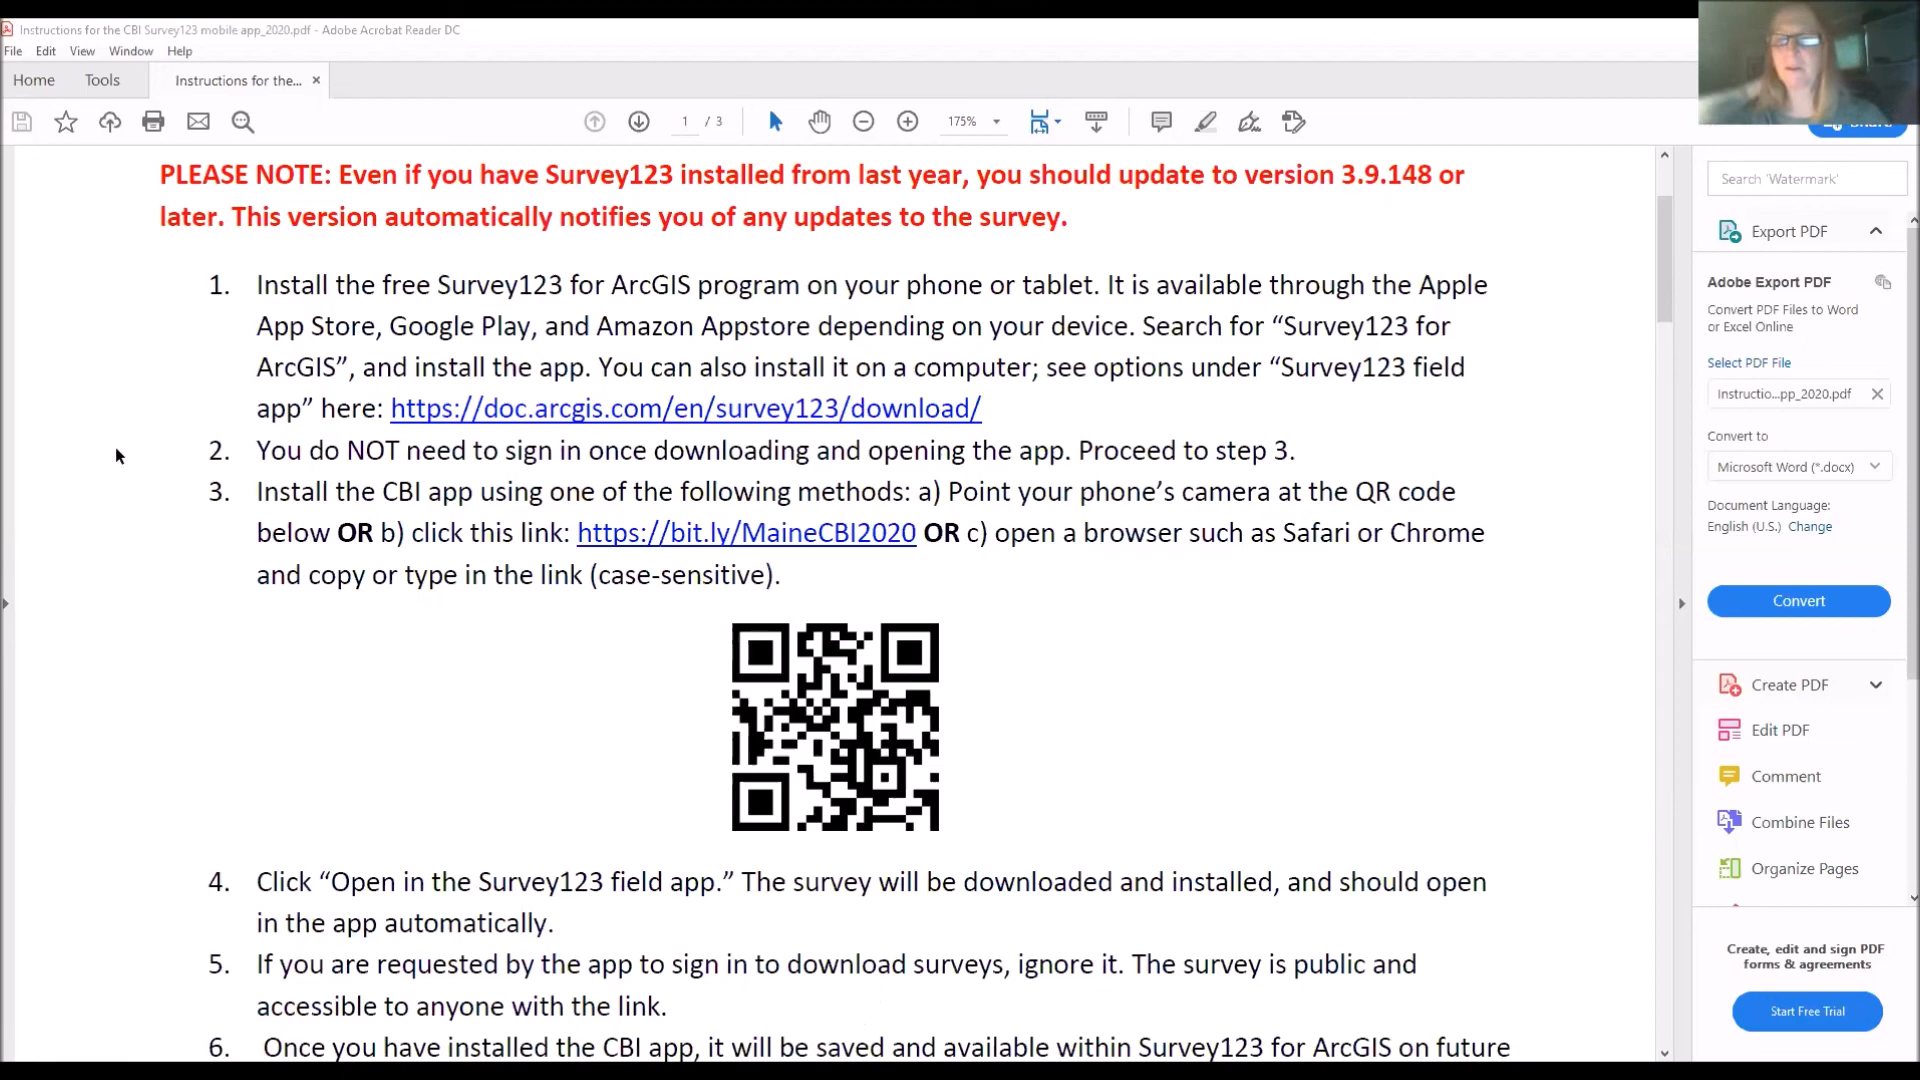 Instructions for the CBI Survey123 mobile app_2020.pdf - Adobe Acrobat Reader DC
File Edit View Window Help
Home Tools Instructions for the...
1 / 3 175%
PLEASE NOTE: Even if you have Survey123 installed from last year, you should update to version 3.9.148 or
later. This version automatically notifies you of any updates to the survey.
1. Install the free Survey123 for ArcGIS program on your phone or tablet. It is available through the Apple
App Store, Google Play, and Amazon Appstore depending on your device. Search for “Survey123 for
ArcGIS”, and install the app. You can also install it on a computer; see options under “Survey123 field
app” here: https://doc.arcgis.com/en/survey123/download/
2. You do NOT need to sign in once downloading and opening the app. Proceed to step 3.
3. Install the CBI app using one of the following methods: a) Point your phone’s camera at the QR code
below OR b) click this link: https://bit.ly/MaineCBI2020 OR c) open a browser such as Safari or Chrome
and copy or type in the link (case-sensitive).
4. Click “Open in the Survey123 field app.” The survey will be downloaded and installed, and should open
in the app automatically.
5. If you are requested by the app to sign in to download surveys, ignore it. The survey is public and
accessible to anyone with the link.
6. Once you have installed the CBI app, it will be saved and available within Survey123 for ArcGIS on future
Search 'Watermark'
Export PDF
Adobe Export PDF
Convert PDF Files to Word
or Excel Online
Select PDF File
Instructio...pp_2020.pdf
Convert to
Microsoft Word (*.docx)
Document Language:
English (U.S.) Change
Convert
Create PDF
Edit PDF
Comment
Combine Files
Organize Pages
Create, edit and sign PDF
forms & agreements
Start Free Trial